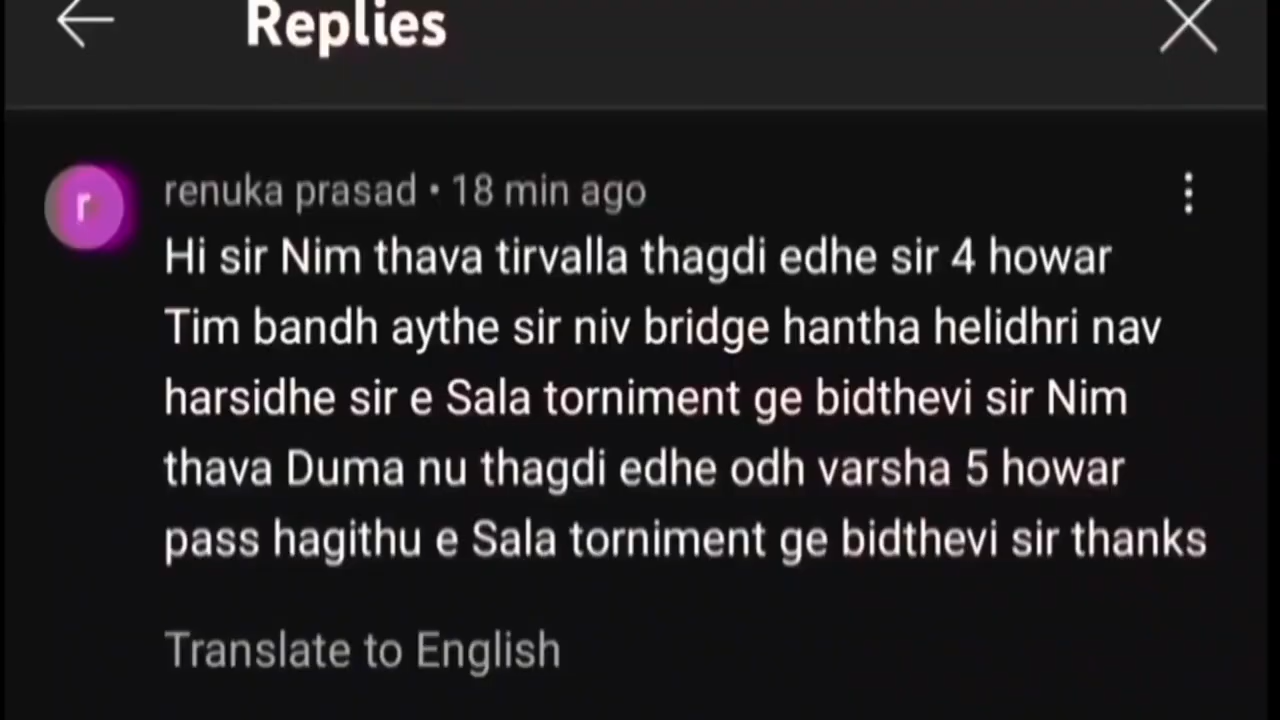 Replies
r
renuka prasad • 18 min ago
Hi sir Nim thava tirvalla thagdi edhe sir 4 howar
Tim bandh aythe sir niv bridge hantha helidhri nav
harsidhe sir e Sala torniment ge bidthevi sir Nim
thava Duma nu thagdi edhe odh varsha 5 howar
pass hagithu e Sala torniment ge bidthevi sir thanks
Translate to English